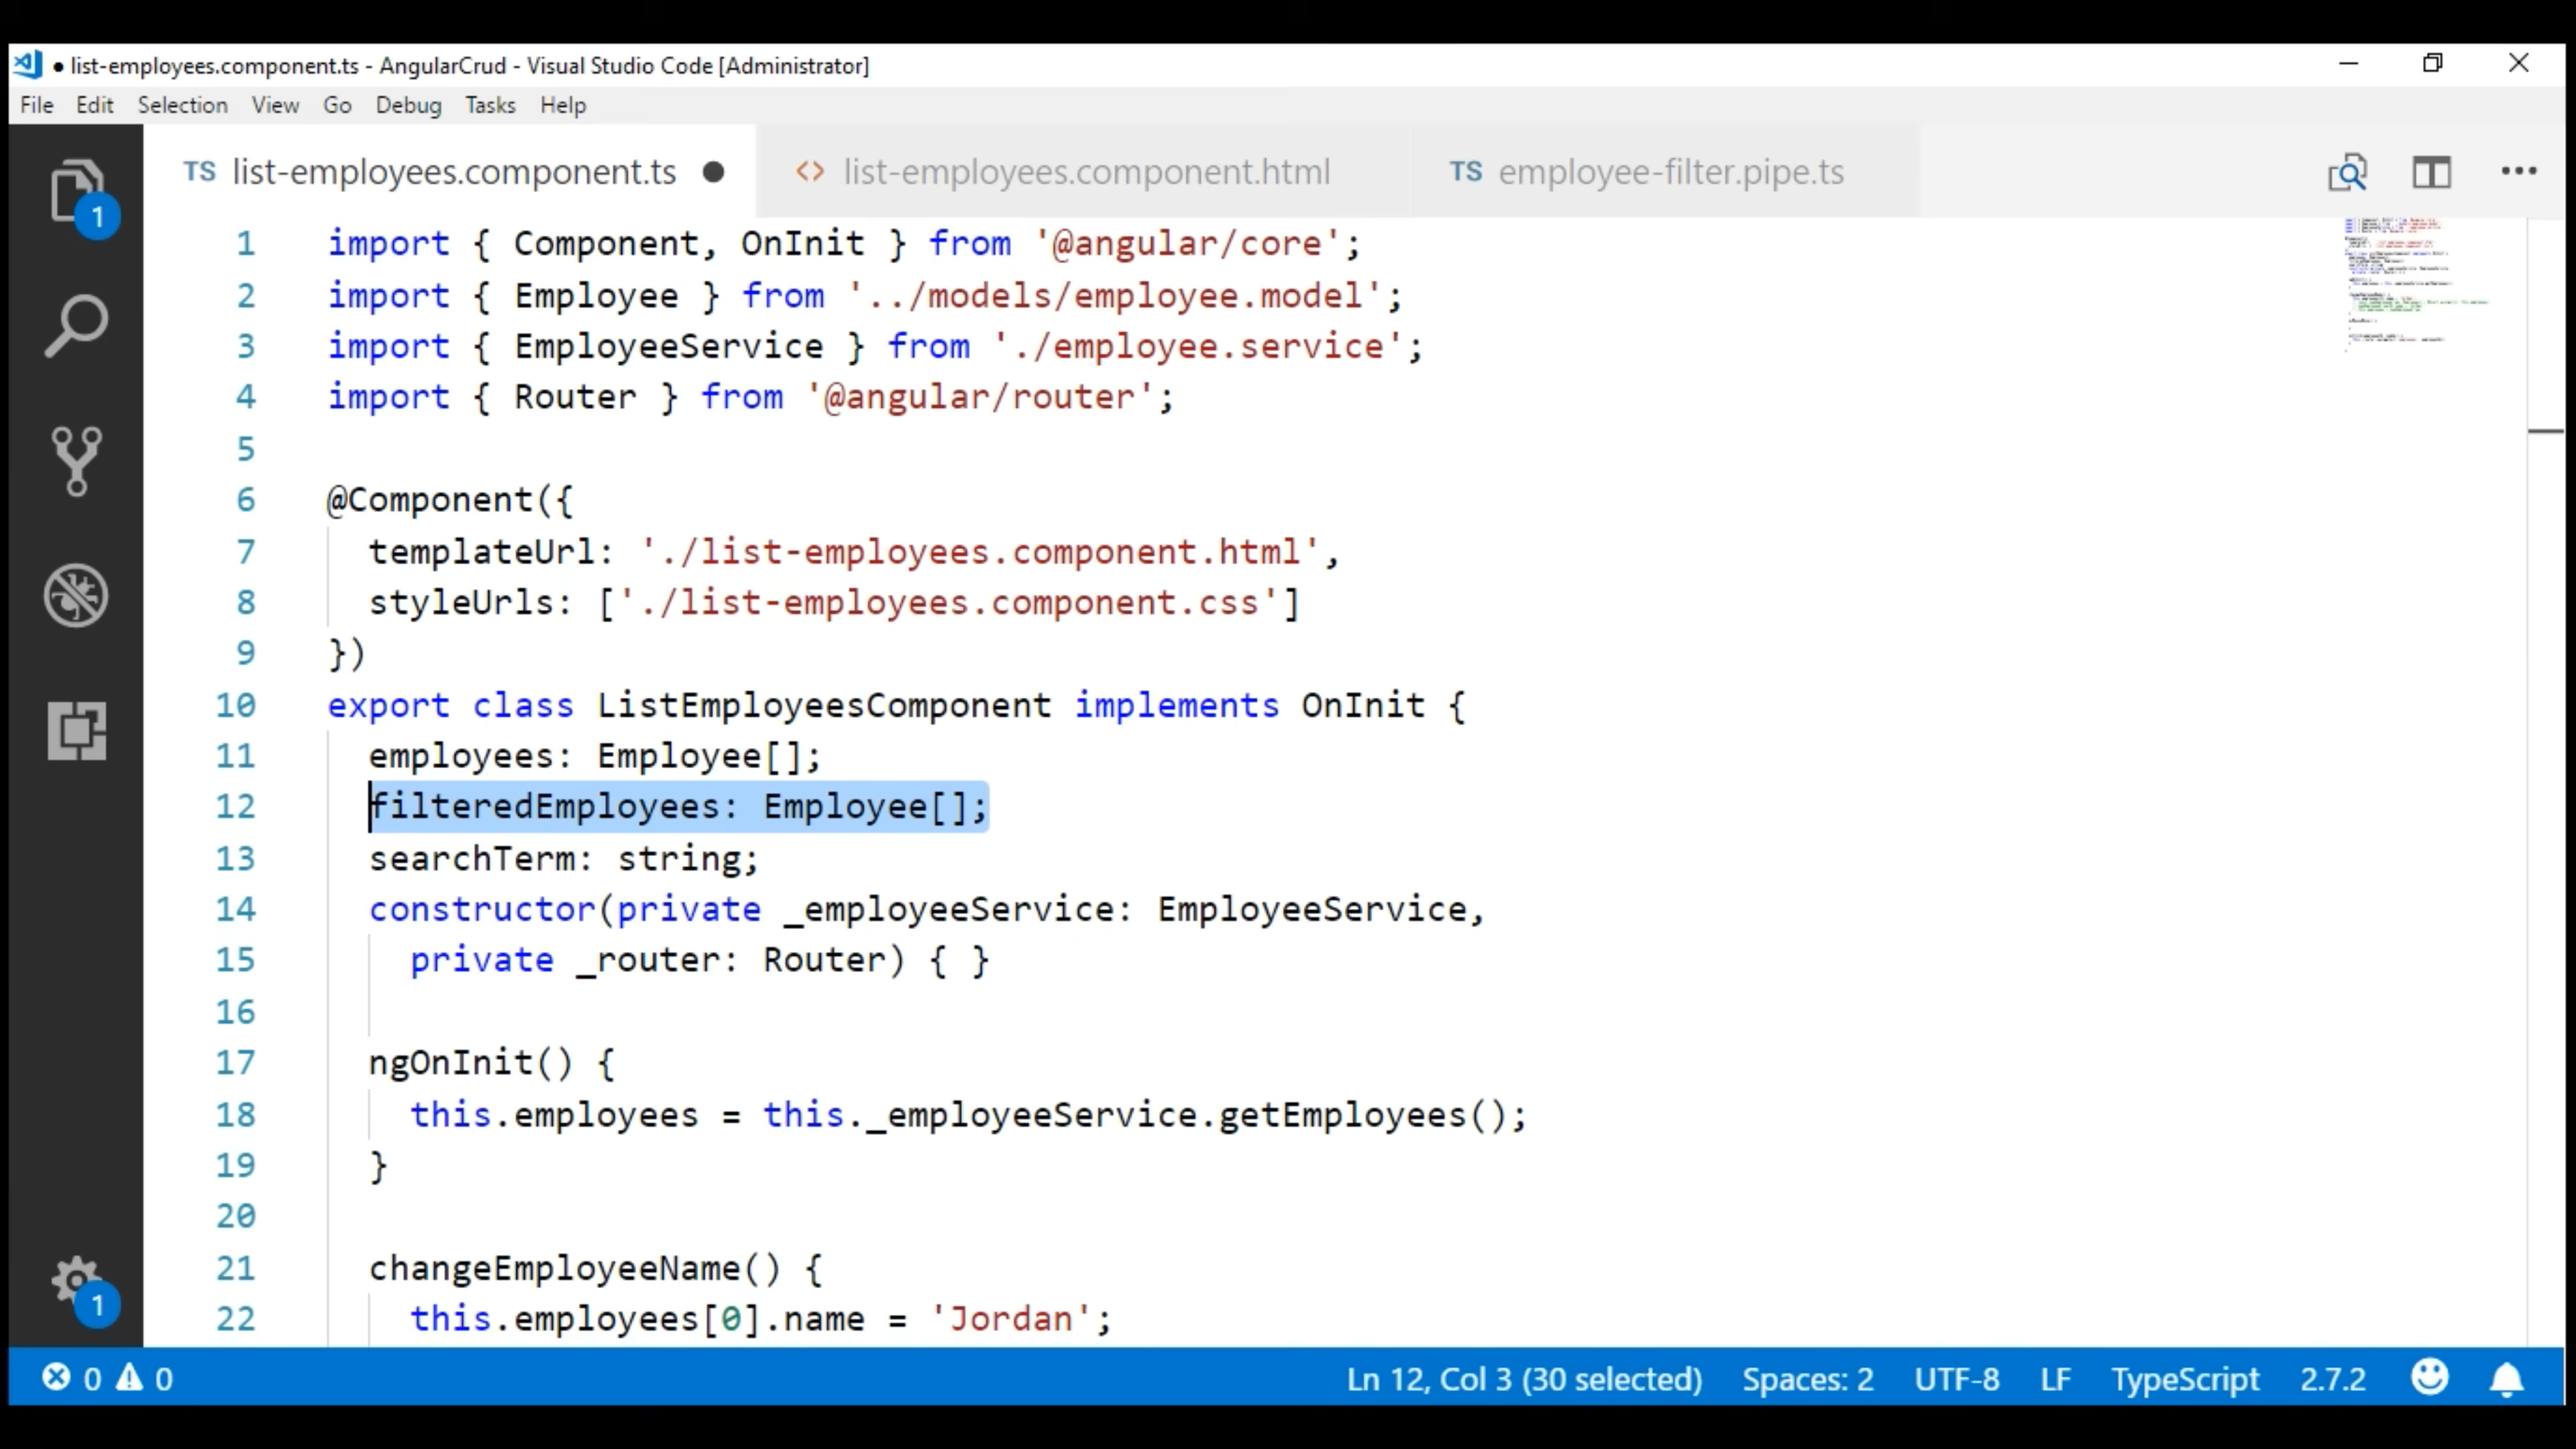 ● list-employees.component.ts - AngularCrud - Visual Studio Code [Administrator]
File Edit Selection View Go Debug Tasks Help
TS list-employees.component.ts ● <> list-employees.component.html TS employee-filter.pipe.ts
1
1 import { Component, OnInit } from '@angular/core';
2 import { Employee } from '../models/employee.model';
3 import { EmployeeService } from './employee.service';
4 import { Router } from '@angular/router';
5
6 @Component({
7 templateUrl: './list-employees.component.html',
8 styleUrls: ['./list-employees.component.css']
9 })
10 export class ListEmployeesComponent implements OnInit {
11 employees: Employee[];
12 filteredEmployees: Employee[];
13 searchTerm: string;
14 constructor(private _employeeService: EmployeeService,
15 private _router: Router) { }
16
17 ngOnInit() {
18 this.employees = this._employeeService.getEmployees();
19 }
20
21 changeEmployeeName() {
22 this.employees[0].name = 'Jordan';
1
0 0 Ln 12, Col 3 (30 selected) Spaces: 2 UTF-8 LF TypeScript 2.7.2